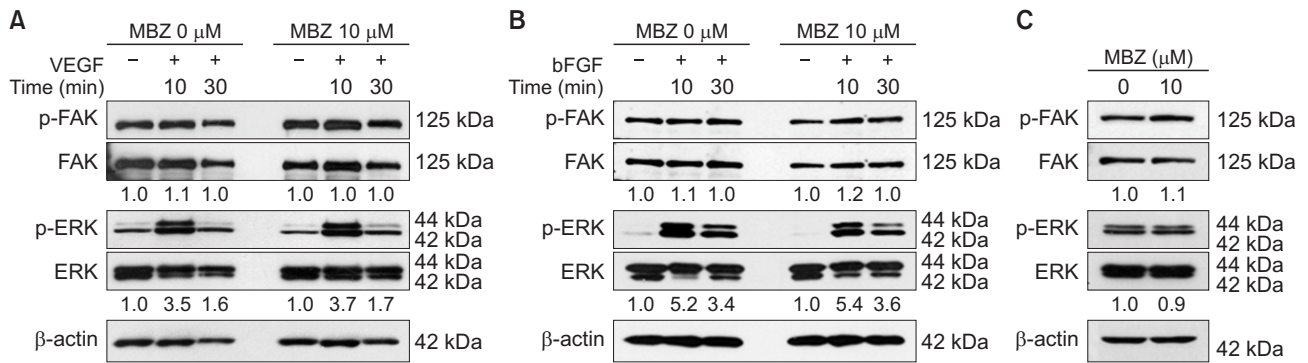 A
MBZ 0 μM MBZ 10 μM
VEGF – + + – + +
Time (min) 10 30 10 30
p-FAK 125 kDa
FAK 125 kDa
1.0 1.1 1.0 1.0 1.0 1.0
p-ERK 44 kDa
42 kDa
ERK 44 kDa
42 kDa
1.0 3.5 1.6 1.0 3.7 1.7
β-actin 42 kDa
B
MBZ 0 μM MBZ 10 μM
bFGF – + + – + +
Time (min) 10 30 10 30
p-FAK 125 kDa
FAK 125 kDa
1.0 1.1 1.0 1.0 1.2 1.0
p-ERK 44 kDa
42 kDa
ERK 44 kDa
42 kDa
1.0 5.2 3.4 1.0 5.4 3.6
β-actin 42 kDa
C
MBZ (μM)
0 10
p-FAK 125 kDa
FAK 125 kDa
1.0 1.1
p-ERK 44 kDa
42 kDa
ERK 44 kDa
42 kDa
1.0 0.9
β-actin 42 kDa